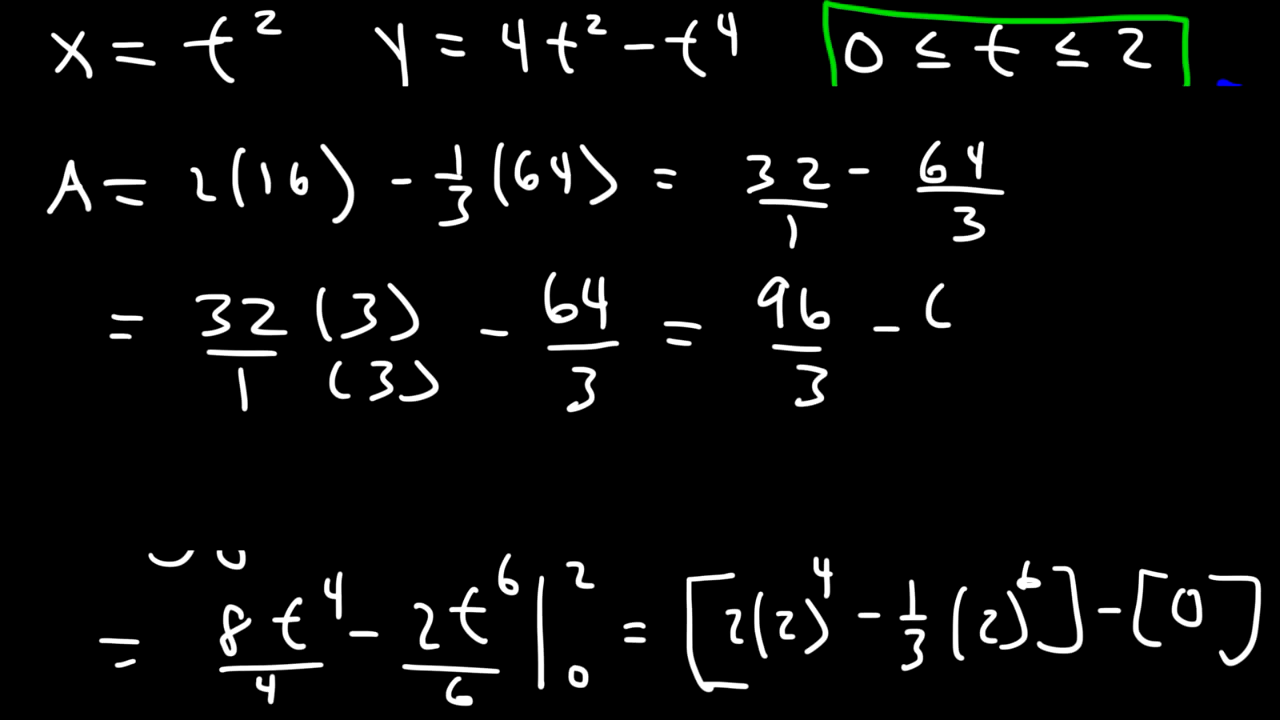 x = t² y = 4t² - t⁴ 0 ≤ t ≤ 2
A = 2(16) - 1/3 (64) = 32/1 - 64/3
= 32/1 (3)/(3) - 64/3 = 96/3 - (
= 8t⁴/4 - 2t⁶/6 |₀² = [2(2)⁴ - 1/3 (2)⁶] - [0]